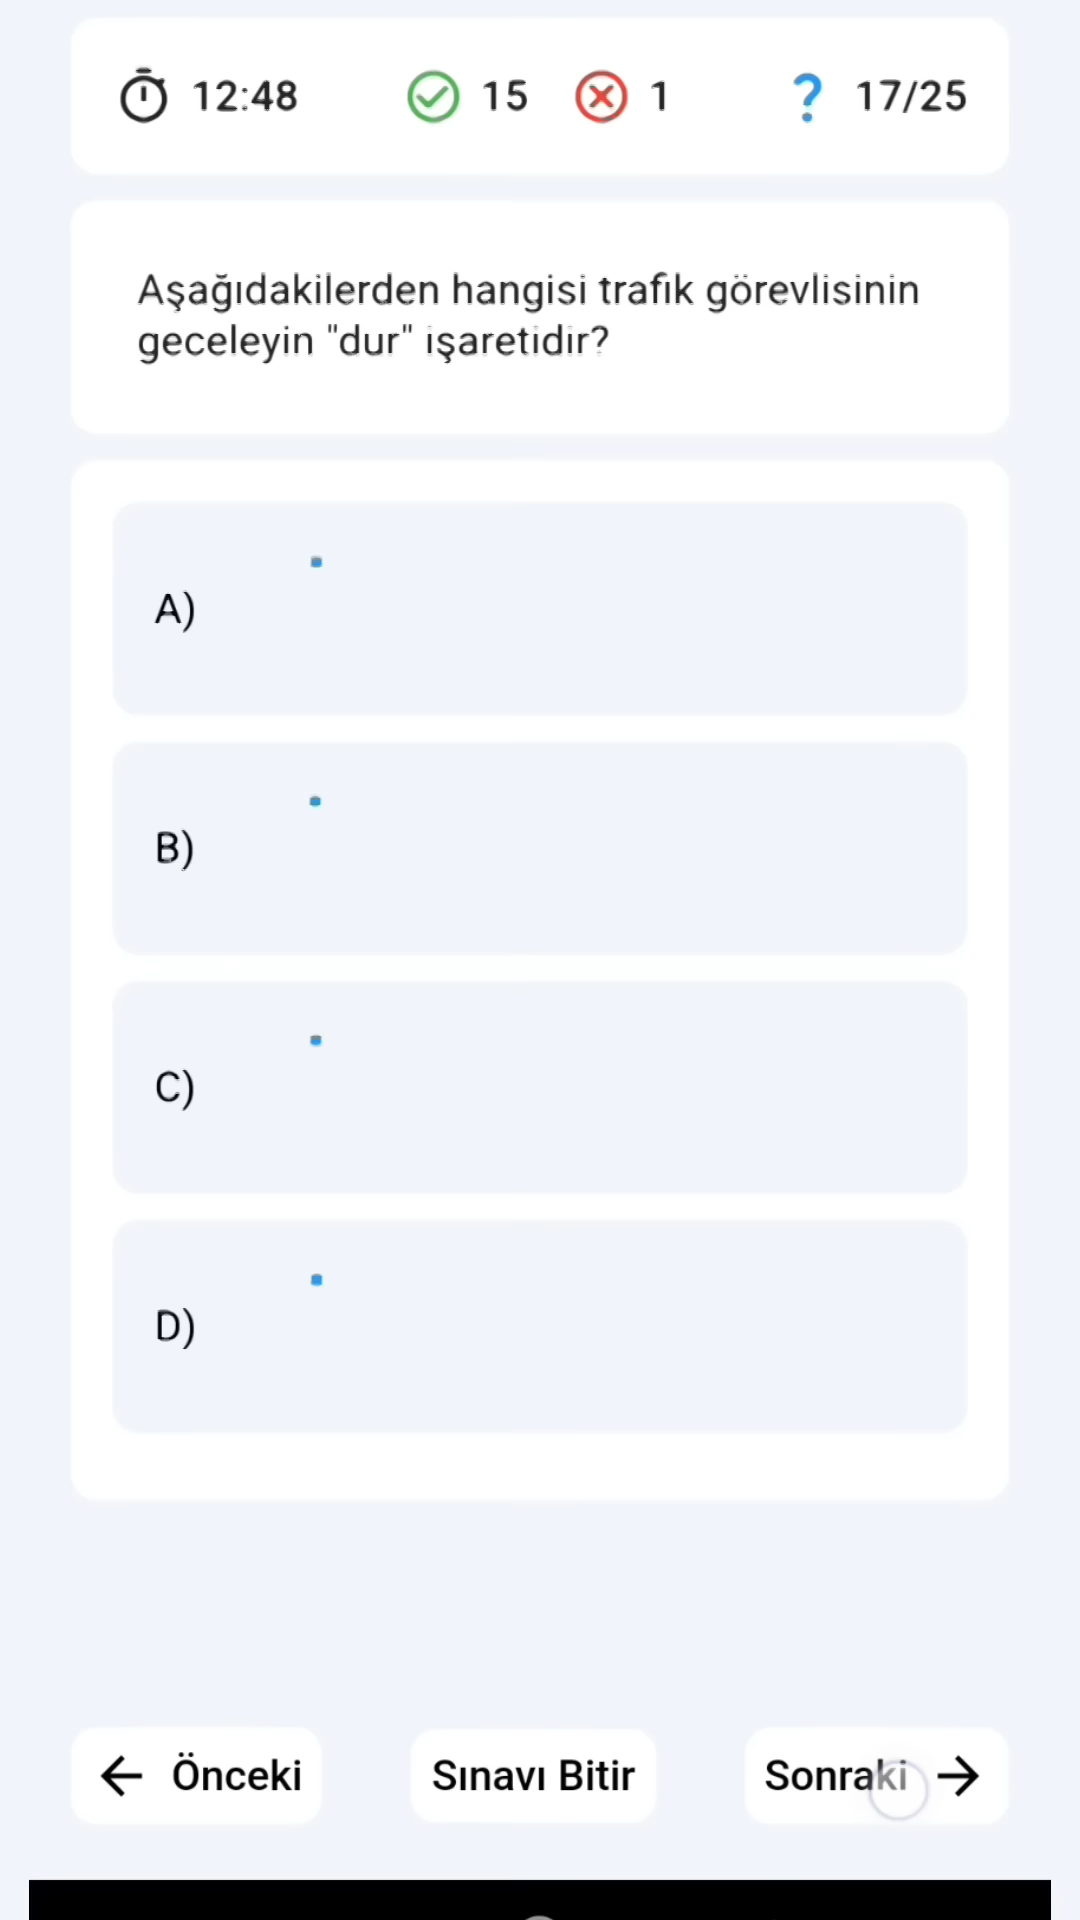 12:48 15 1 ? 17/25
Aşağıdakilerden hangisi trafik görevlisinin
geceleyin "dur" işaretidir?
A)
B)
C)
D)
← Önceki Sınavı Bitir Sonraki →